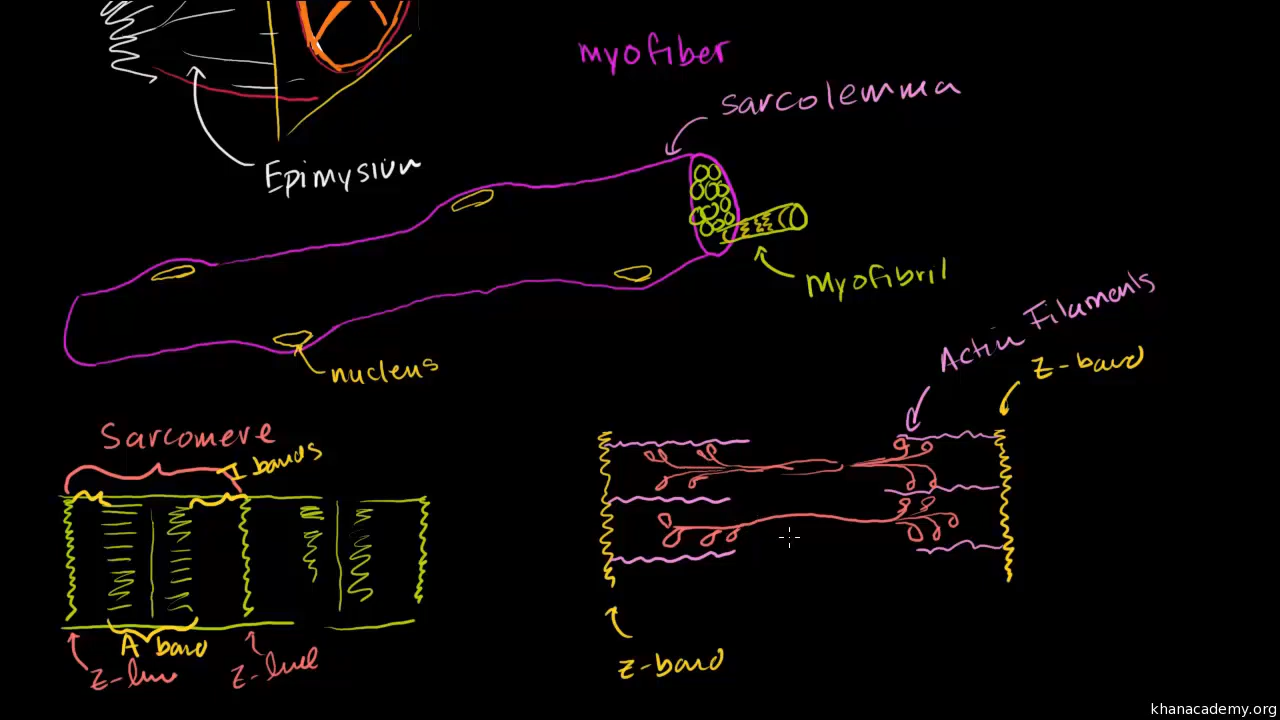 myofiber
sarcolemma
Epimysium
Myofibril
Actin Filaments
Z-band
nucleus
Sarcomere
I bands
A band
Z-line
Z-line
Z-band
khanacademy.org